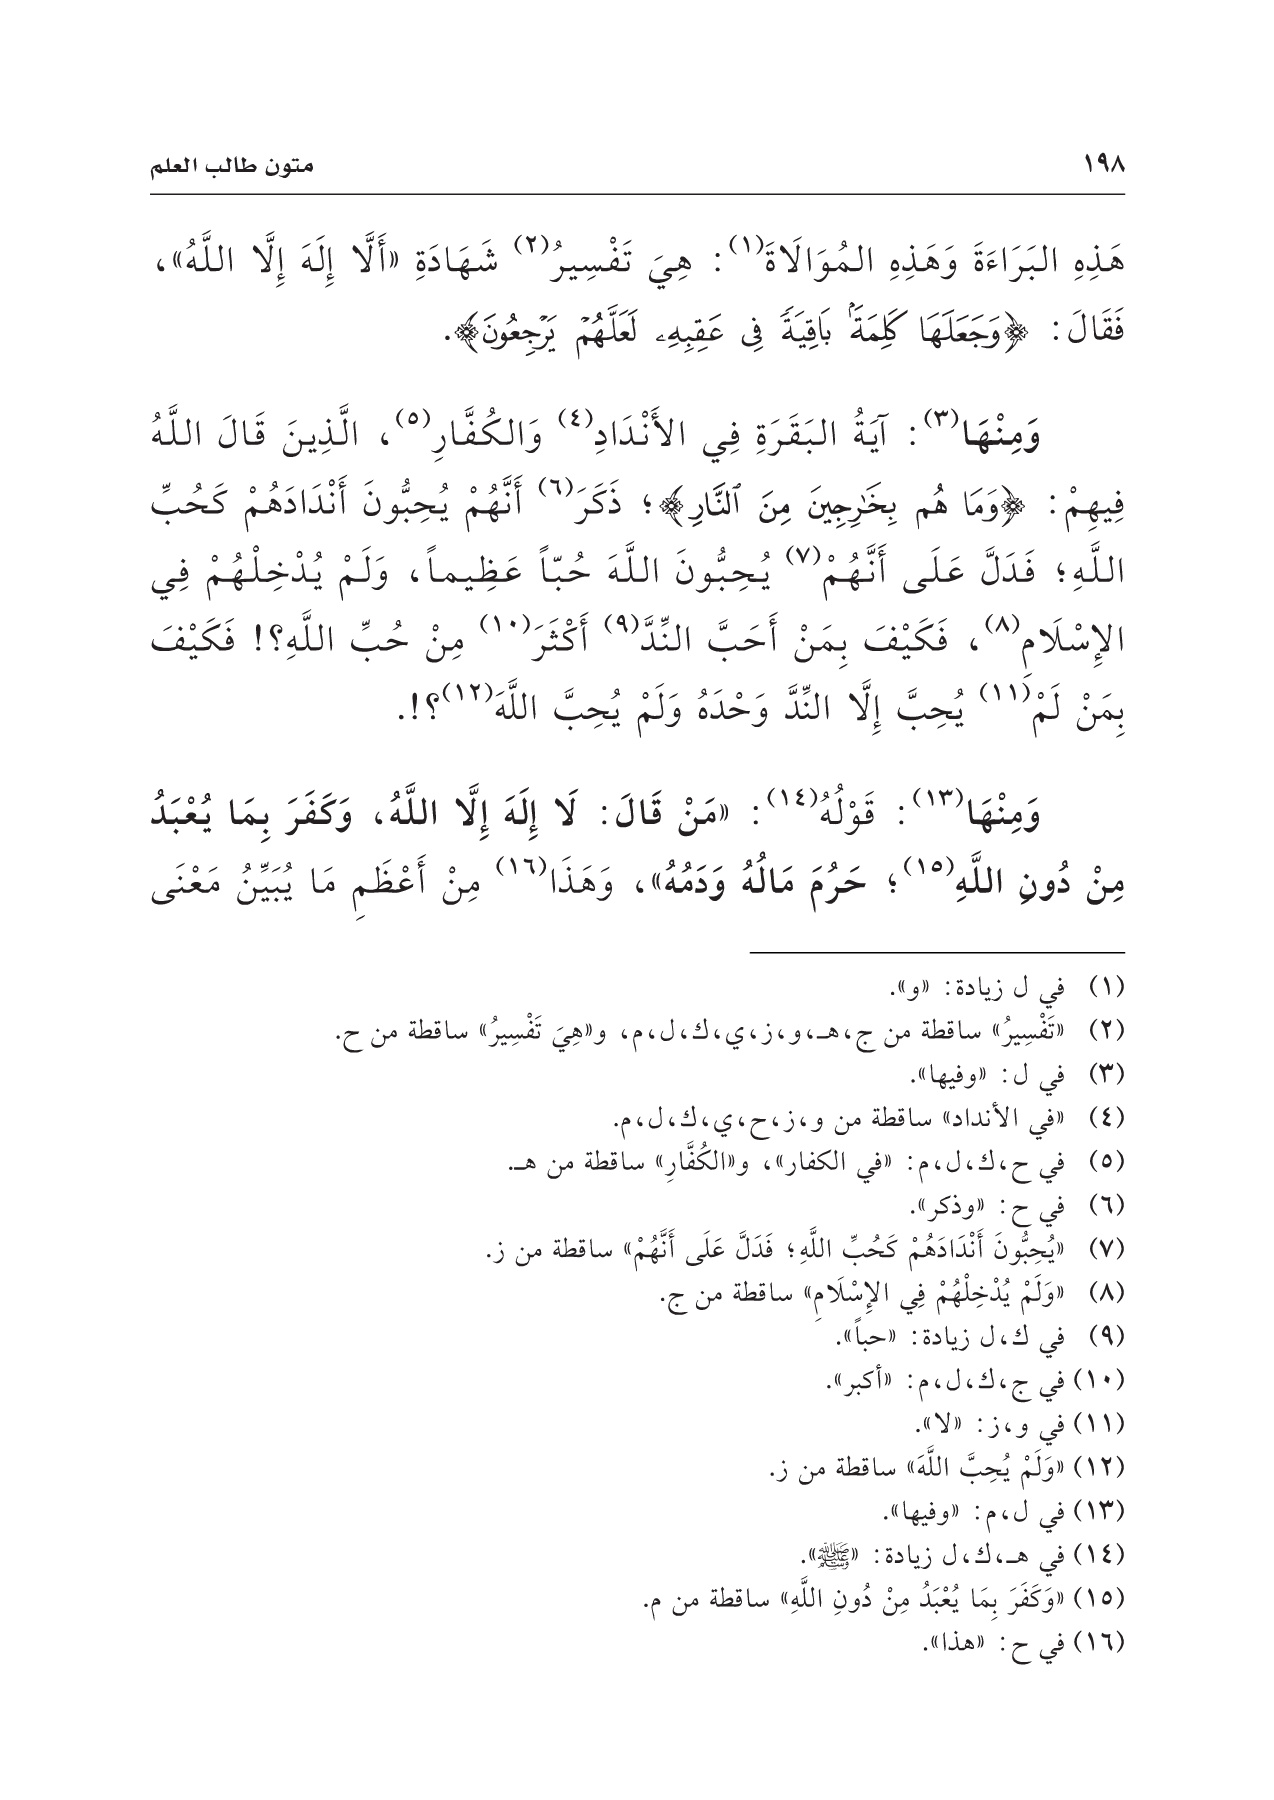 ١٩٨ متون طالب العلم
هَذِهِ البَرَاءَةَ وَهَذِهِ المُوَالَاةَ(١): هِيَ تَفْسِيرُ(٢) شَهَادَةِ «أَلَّا إِلَهَ إِلَّا اللَّهُ»،
فَقَالَ: ﴿وَجَعَلَهَا كَلِمَةَۢ بَاقِيَةٗ فِي عَقِبِهِۦ لَعَلَّهُمۡ يَرۡجِعُونَ﴾.
وَمِنْهَا(٣): آيَةُ البَقَرَةِ فِي الأَنْدَادِ(٤) وَالكُفَّارِ(٥)، الَّذِينَ قَالَ اللَّهُ
فِيهِمْ: ﴿وَمَا هُم بِخَٰرِجِينَ مِنَ ٱلنَّارِ﴾؛ ذَكَرَ(٦) أَنَّهُمْ يُحِبُّونَ أَنْدَادَهُمْ كَحُبِّ
اللَّهِ؛ فَدَلَّ عَلَى أَنَّهُمْ(٧) يُحِبُّونَ اللَّهَ حُبّاً عَظِيماً، وَلَمْ يُدْخِلْهُمْ فِي
الإِسْلَامِ(٨)، فَكَيْفَ بِمَنْ أَحَبَّ النِّدَّ(٩) أَكْثَرَ(١٠) مِنْ حُبِّ اللَّهِ؟! فَكَيْفَ
بِمَنْ لَمْ(١١) يُحِبَّ إِلَّا النِّدَّ وَحْدَهُ وَلَمْ يُحِبَّ اللَّهَ(١٢)؟!.
وَمِنْهَا(١٣): قَوْلُهُ(١٤): «مَنْ قَالَ: لَا إِلَهَ إِلَّا اللَّهُ، وَكَفَرَ بِمَا يُعْبَدُ
مِنْ دُونِ اللَّهِ(١٥)؛ حَرُمَ مَالُهُ وَدَمُهُ»، وَهَذَا(١٦) مِنْ أَعْظَمِ مَا يُبَيِّنُ مَعْنَى
(١) في ل زيادة: «و».
(٢) «تَفْسِيرُ» ساقطة من ج،هـ،و،ز،ي،ك،ل،م، و«هِيَ تَفْسِيرُ» ساقطة من ح.
(٣) في ل: «وفيها».
(٤) «في الأنداد» ساقطة من و،ز،ح،ي،ك،ل،م.
(٥) في ح،ك،ل،م: «في الكفار»، و«الكُفَّارِ» ساقطة من هـ.
(٦) في ح: «وذكر».
(٧) «يُحِبُّونَ أَنْدَادَهُمْ كَحُبِّ اللَّهِ؛ فَدَلَّ عَلَى أَنَّهُمْ» ساقطة من ز.
(٨) «وَلَمْ يُدْخِلْهُمْ فِي الإِسْلَامِ» ساقطة من ج.
(٩) في ك،ل زيادة: «حباً».
(١٠) في ج،ك،ل،م: «أكبر».
(١١) في و،ز: «لا».
(١٢) «وَلَمْ يُحِبَّ اللَّهَ» ساقطة من ز.
(١٣) في ل،م: «وفيها».
(١٤) في هـ،ك،ل زيادة: «ﷺ».
(١٥) «وَكَفَرَ بِمَا يُعْبَدُ مِنْ دُونِ اللَّهِ» ساقطة من م.
(١٦) في ح: «هذا».